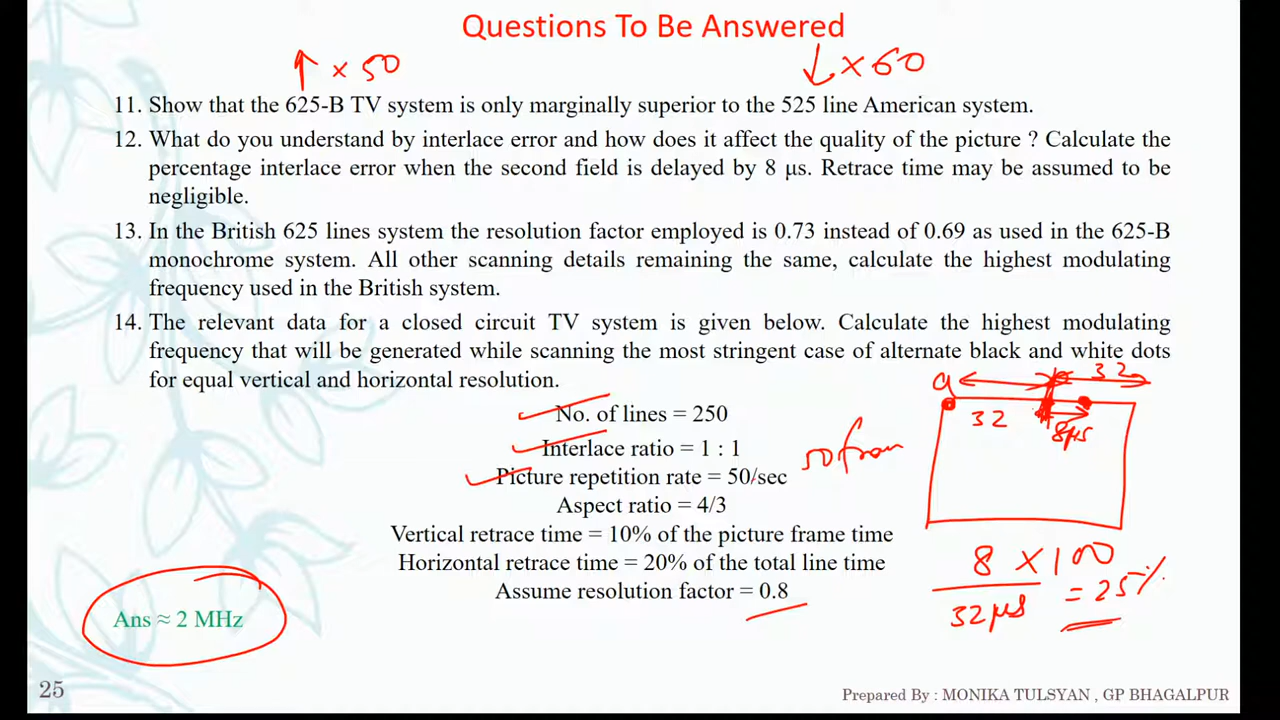 Questions To Be Answered
↑ × 50
↓ × 60
11. Show that the 625-B TV system is only marginally superior to the 525 line American system.
12. What do you understand by interlace error and how does it affect the quality of the picture ? Calculate the
percentage interlace error when the second field is delayed by 8 μs. Retrace time may be assumed to be
negligible.
13. In the British 625 lines system the resolution factor employed is 0.73 instead of 0.69 as used in the 625-B
monochrome system. All other scanning details remaining the same, calculate the highest modulating
frequency used in the British system.
14. The relevant data for a closed circuit TV system is given below. Calculate the highest modulating
frequency that will be generated while scanning the most stringent case of alternate black and white dots
for equal vertical and horizontal resolution.
32
No. of lines = 250
32
8μs
Interlace ratio = 1 : 1
50 fram
Picture repetition rate = 50/sec
Aspect ratio = 4/3
Vertical retrace time = 10% of the picture frame time
Horizontal retrace time = 20% of the total line time
Assume resolution factor = 0.8
8 × 100
32 μs
= 25%
Ans ≈ 2 MHz
25
Prepared By : MONIKA TULSYAN , GP BHAGALPUR